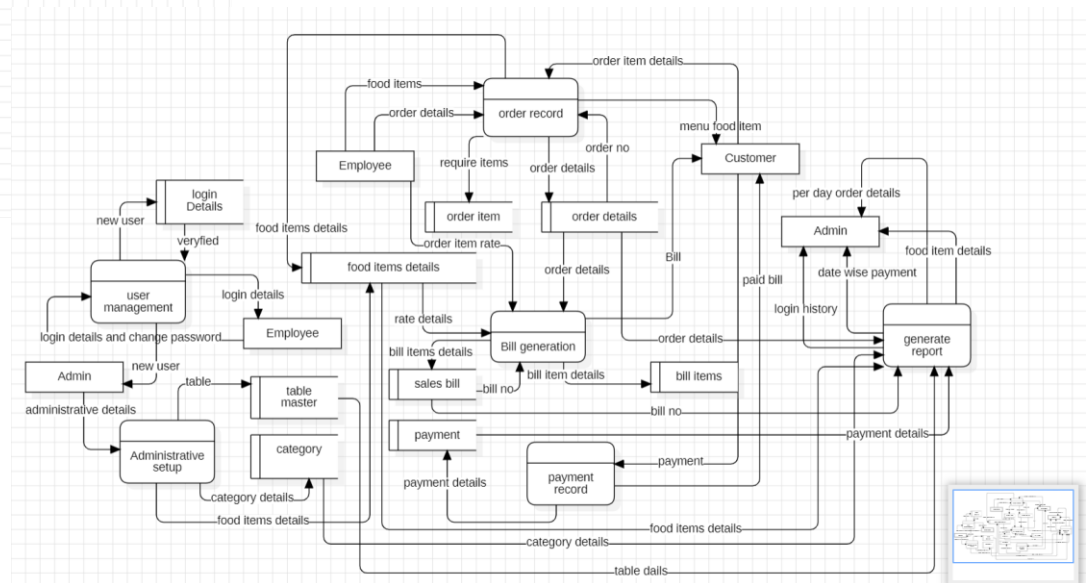 order item details
food items
order details
order record
menu food item
order no
Employee
require items
order details
Customer
login
Details
per day order details
new user
order item
order details
food items details
veryfied
order item rate
Admin
food item details
Bill
food items details
order details
date wise payment
paid bill
user
management
login details
login history
rate details
Employee
login details and change password
Bill generation
order details
generate
report
bill items details
new user
Admin
table
sales bill
bill no
bill item details
bill items
table
master
administrative details
bill no
payment
payment details
category
Administrative
setup
payment
payment details
payment
record
category details
food items details
food items details
category details
table dails